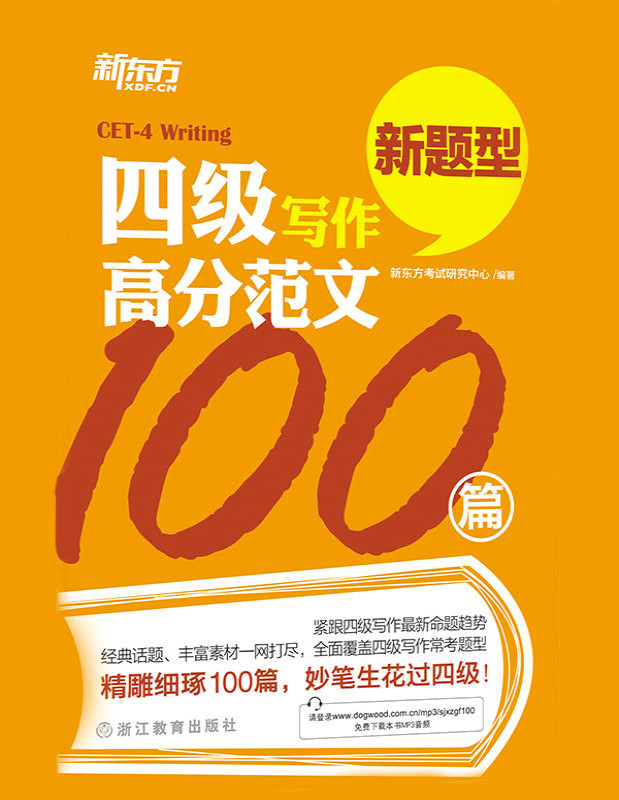 新东方
XDF.CN
CET-4 Writing
新题型
四级写作
高分范文
新东方考试研究中心 /编著
100
篇
紧跟四级写作最新命题趋势
经典话题、丰富素材一网打尽，全面覆盖四级写作常考题型
精雕细琢100篇，妙笔生花过四级！
请登录www.dogwood.com.cn/mp3/sjxzgf100
免费下载本书MP3音频
浙江教育出版社